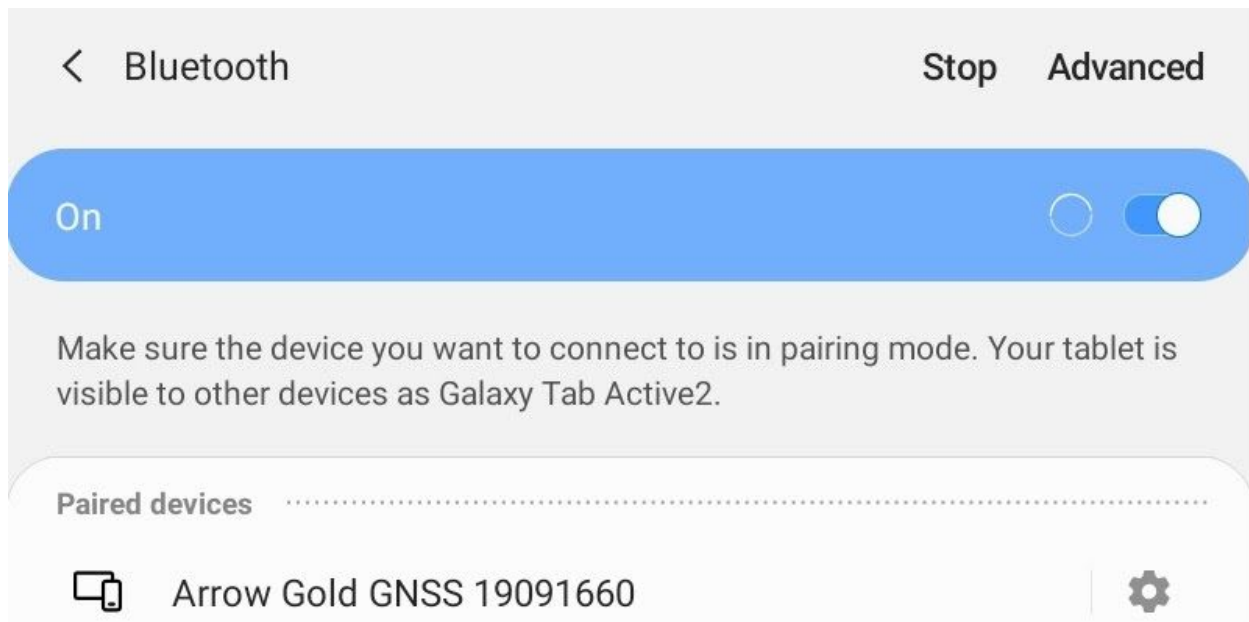 Bluetooth Stop Advanced
On
Make sure the device you want to connect to is in pairing mode. Your tablet is
visible to other devices as Galaxy Tab Active2.
Paired devices
Arrow Gold GNSS 19091660